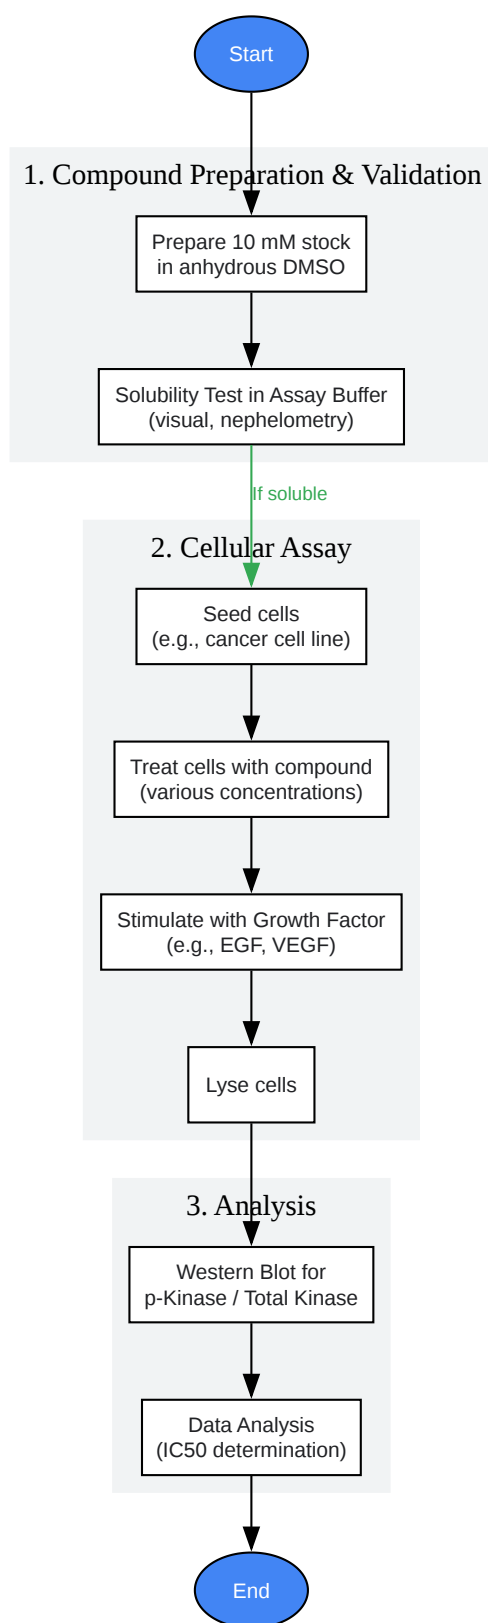 Start
1. Compound Preparation & Validation
Prepare 10 mM stock
in anhydrous DMSO
Solubility Test in Assay Buffer
(visual, nephelometry)
If soluble
2. Cellular Assay
Seed cells
(e.g., cancer cell line)
Treat cells with compound
(various concentrations)
Stimulate with Growth Factor
(e.g., EGF, VEGF)
Lyse cells
3. Analysis
Western Blot for
p-Kinase / Total Kinase
Data Analysis
(IC50 determination)
End